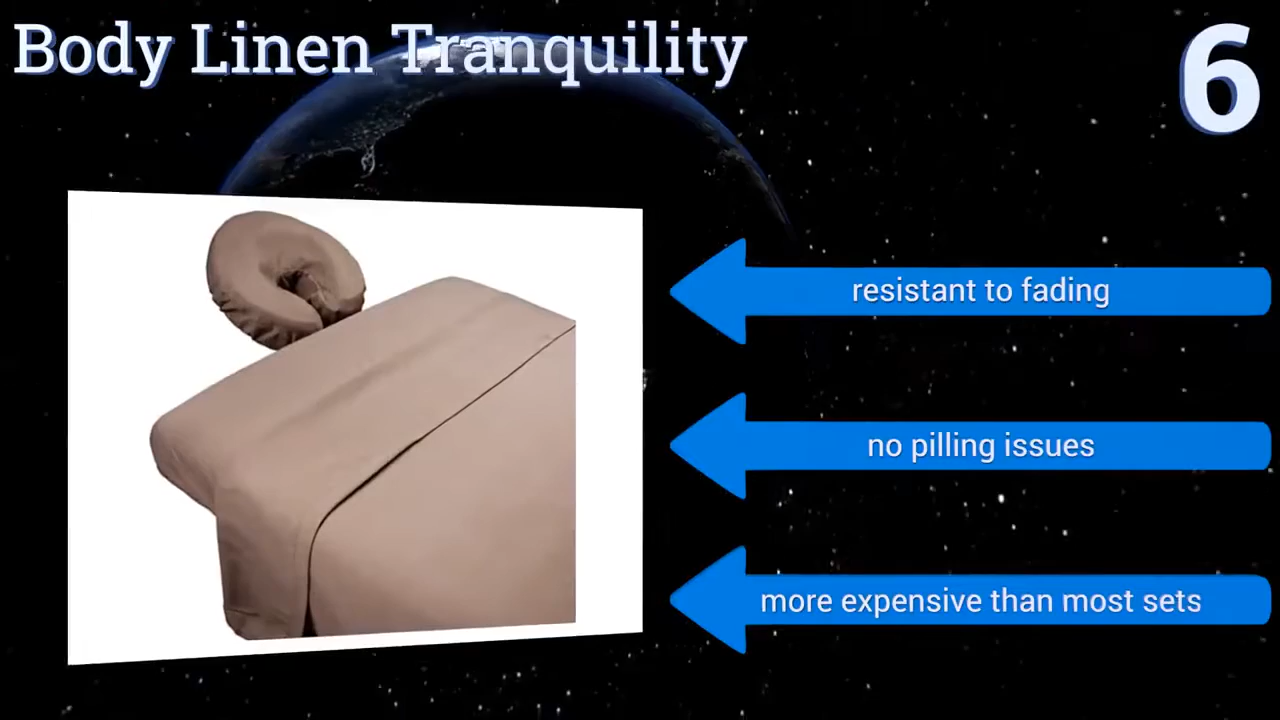 Body Linen Tranquility
6
resistant to fading
no pilling issues
more expensive than most sets